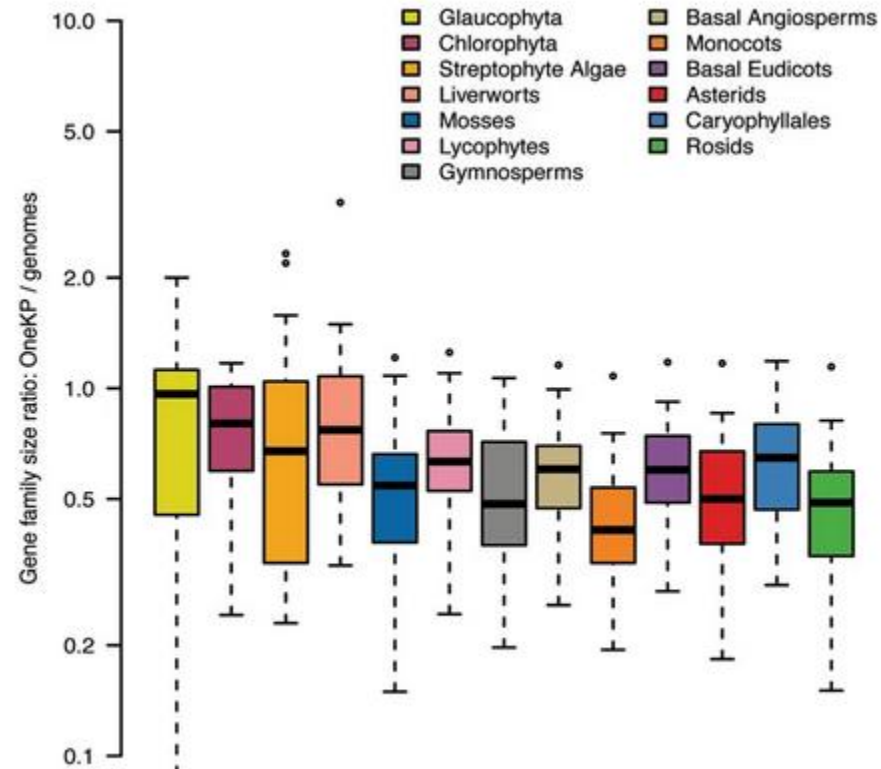 10.0
5.0
2.0
1.0
0.5
0.2
0.1
Gene family size ratio: OneKP / genomes
Glaucophyta
Chlorophyta
Streptophyte Algae
Liverworts
Mosses
Lycophytes
Gymnosperms
Basal Angiosperms
Monocots
Basal Eudicots
Asterids
Caryophyllales
Rosids